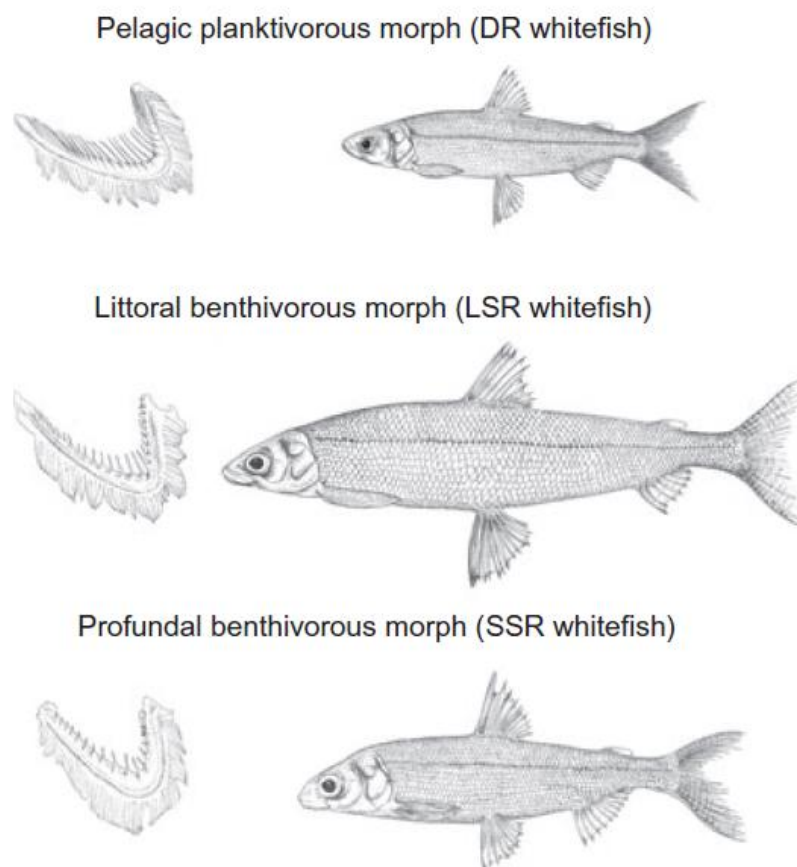 Pelagic planktivorous morph (DR whitefish)
Littoral benthivorous morph (LSR whitefish)
Profundal benthivorous morph (SSR whitefish)